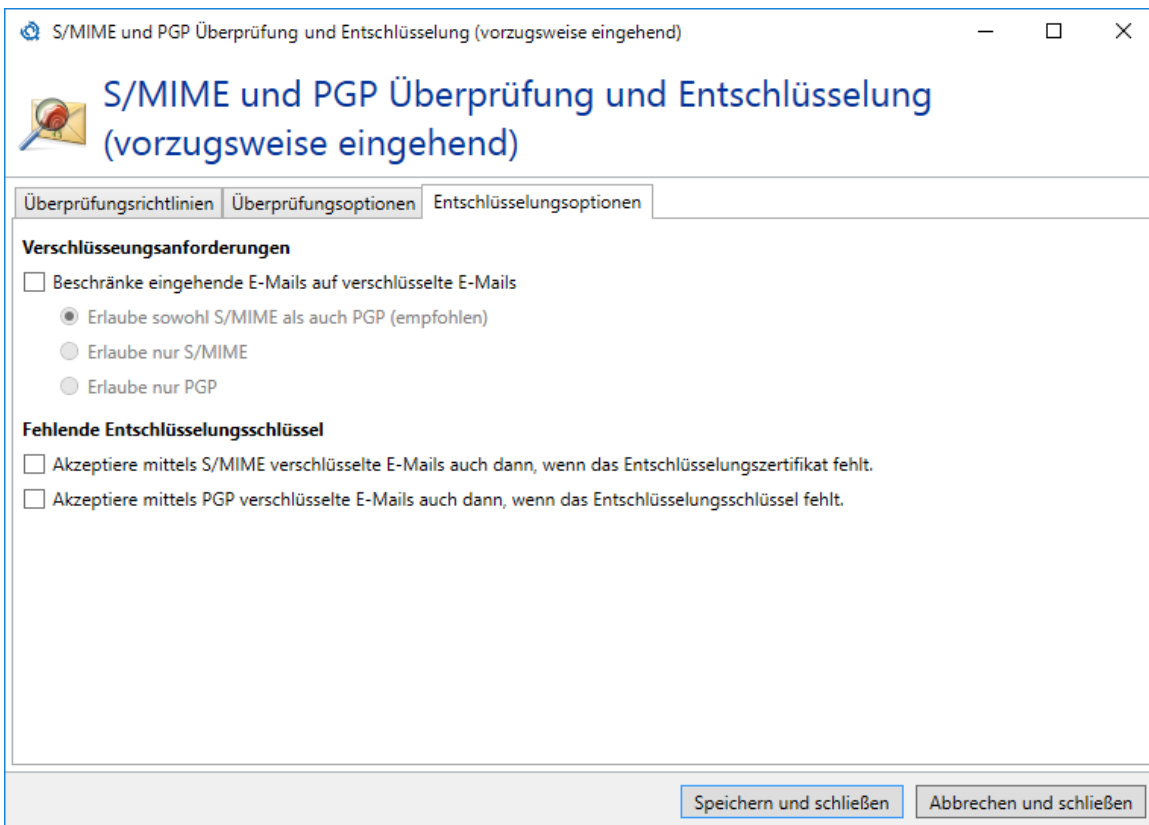 S/MIME und PGP Überprüfung und Entschlüsselung (vorzugsweise eingehend)
S/MIME und PGP Überprüfung und Entschlüsselung
(vorzugsweise eingehend)
Überprüfungsrichtlinien Überprüfungsoptionen Entschlüsselungsoptionen
Verschlüsseungsanforderungen
Beschränke eingehende E-Mails auf verschlüsselte E-Mails
Erlaube sowohl S/MIME als auch PGP (empfohlen)
Erlaube nur S/MIME
Erlaube nur PGP
Fehlende Entschlüsselungsschlüssel
Akzeptiere mittels S/MIME verschlüsselte E-Mails auch dann, wenn das Entschlüsselungszertifikat fehlt.
Akzeptiere mittels PGP verschlüsselte E-Mails auch dann, wenn das Entschlüsselungsschlüssel fehlt.
Speichern und schließen Abbrechen und schließen